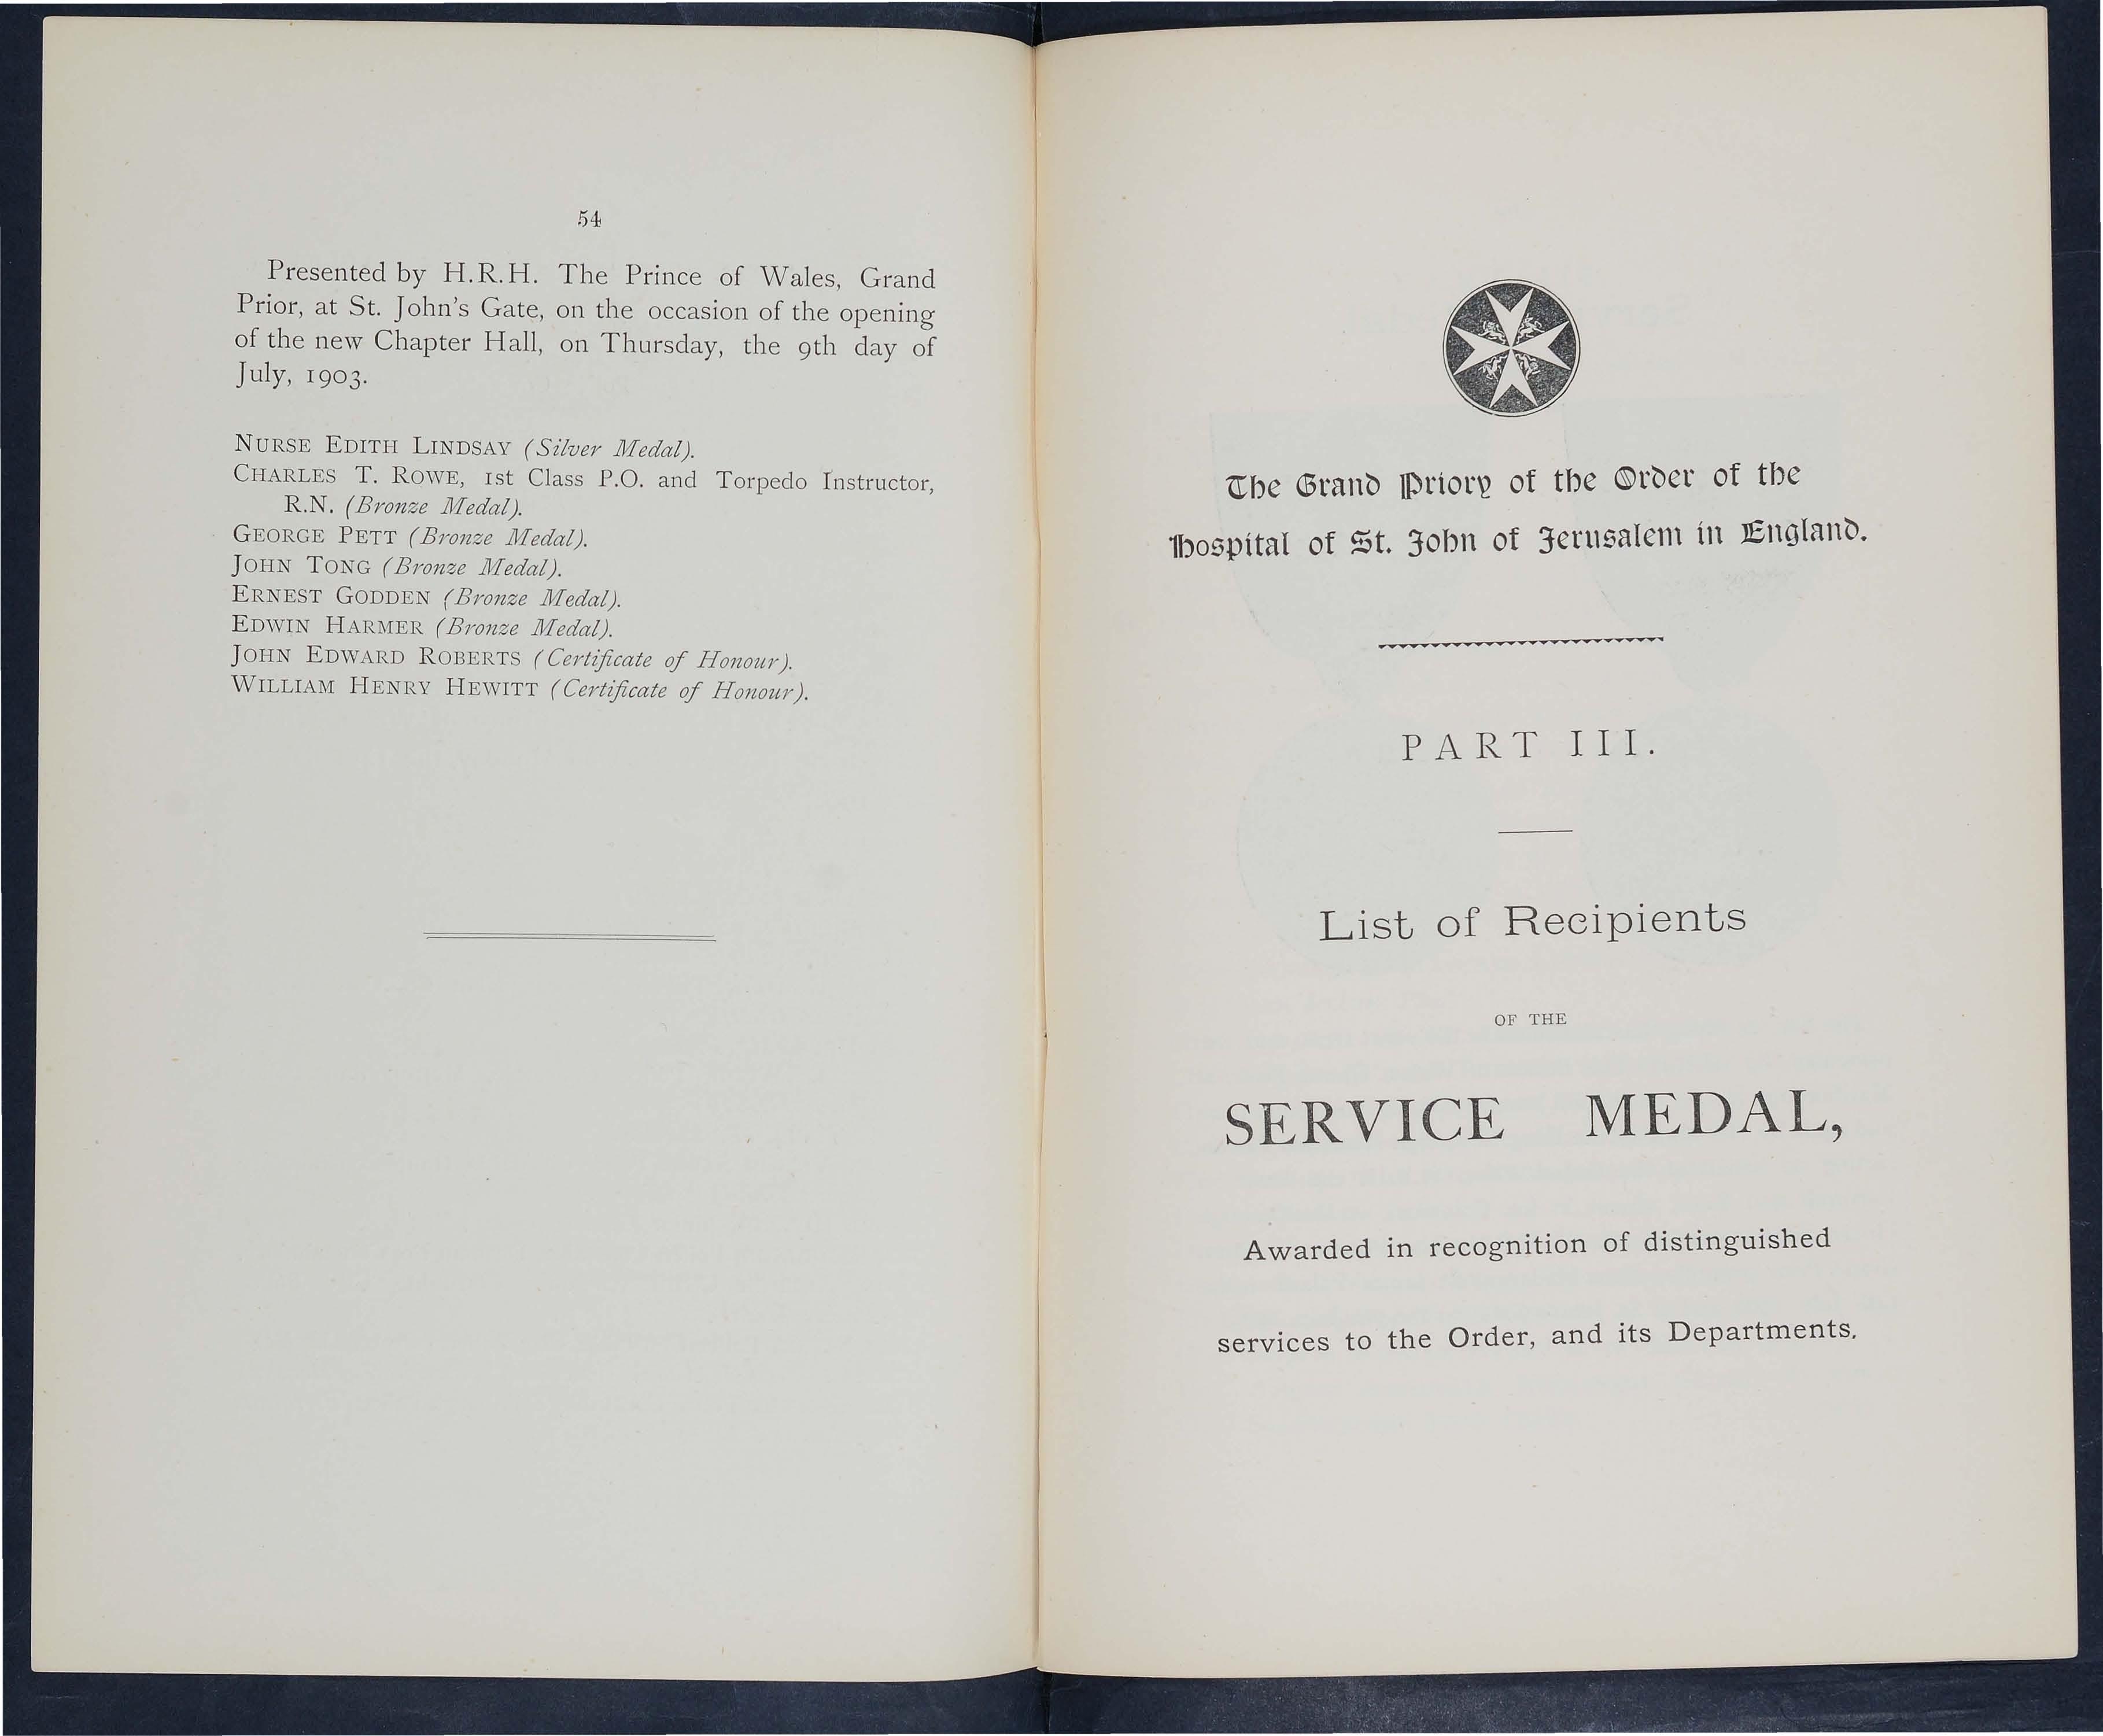 54
Presented by H.R.H. The Prince of Wales, Grand
Prior, at St. John's Gate, on the occasion of the opening
of the new Chapter Hall, on Thursday, the 9th day of
July, 1903.
NURSE EDITH LINDSAY (Silver Medal).
CHARLES T. ROWE, 1st Class P.O. and Torpedo Instructor,
R.N. (Bronze Medal).
GEORGE PETT (Bronze Medal).
JOHN TONG (Bronze Medal).
ERNEST GODDEN (Bronze Medal).
EDWIN HARMER (Bronze Medal).
JOHN EDWARD ROBERTS (Certificate of Honour).
WILLIAM HENRY HEWITT (Certificate of Honour).
The Grand Priory of the Order of the
Hospital of St. John of Jerusalem in England.
PART III.
List of Recipients
OF THE
SERVICE MEDAL,
Awarded in recognition of distinguished
services to the Order, and its Departments.